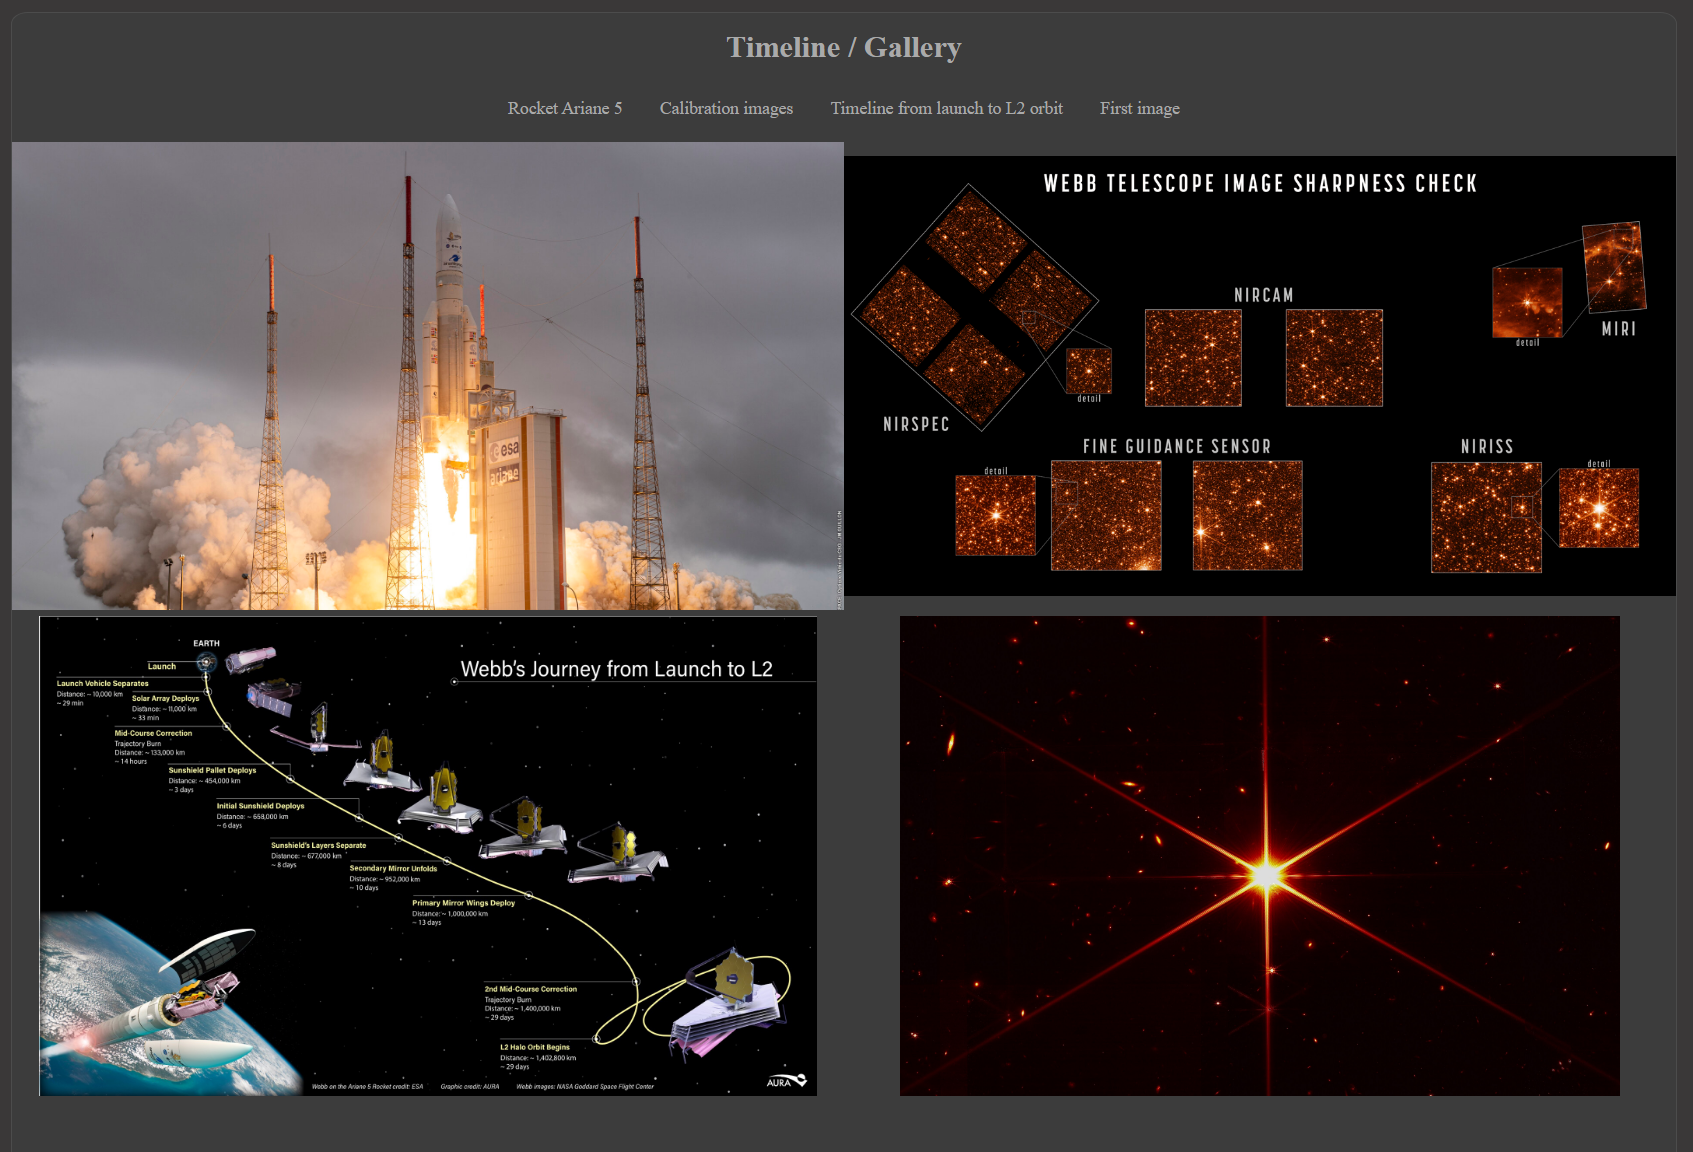 Timeline / Gallery
Rocket Ariane 5
Calibration images
Timeline from launch to L2 orbit
First image
esa
ariane
WEBB TELESCOPE IMAGE SHARPNESS CHECK
NIRCAM
MIRI
detail
detail
NIRSPEC
FINE GUIDANCE SENSOR
NIRISS
detail
detail
Webb's Journey from Launch to L2
EARTH
Launch
Launch Vehicle Separates
Distance: ~ 10,000 km
~ 29 min
Solar Array Deploys
Distance: ~ 11,000 km
~ 33 min
Mid-Course Correction
Trajectory Burn
Distance: ~ 133,000 km
~ 14 hours
Sunshield Pallet Deploys
Distance: ~ 454,000 km
~ 3 days
Initial Sunshield Deploys
Distance: ~ 658,000 km
~ 6 days
Sunshield's Layers Separate
Distance: ~ 677,000 km
~ 8 days
Secondary Mirror Unfolds
Distance: ~ 952,000 km
~ 10 days
Primary Mirror Wings Deploy
Distance: ~ 1,000,000 km
~ 13 days
2nd Mid-Course Correction
Trajectory Burn
Distance: ~ 1,400,000 km
~ 29 days
L2 Halo Orbit Begins
Distance: ~ 1,402,800 km
~ 29 days
Webb on the Ariane 5 Rocket credit: ESA
Graphic credit: AURA
Webb images: NASA Goddard Space Flight Center
AURA